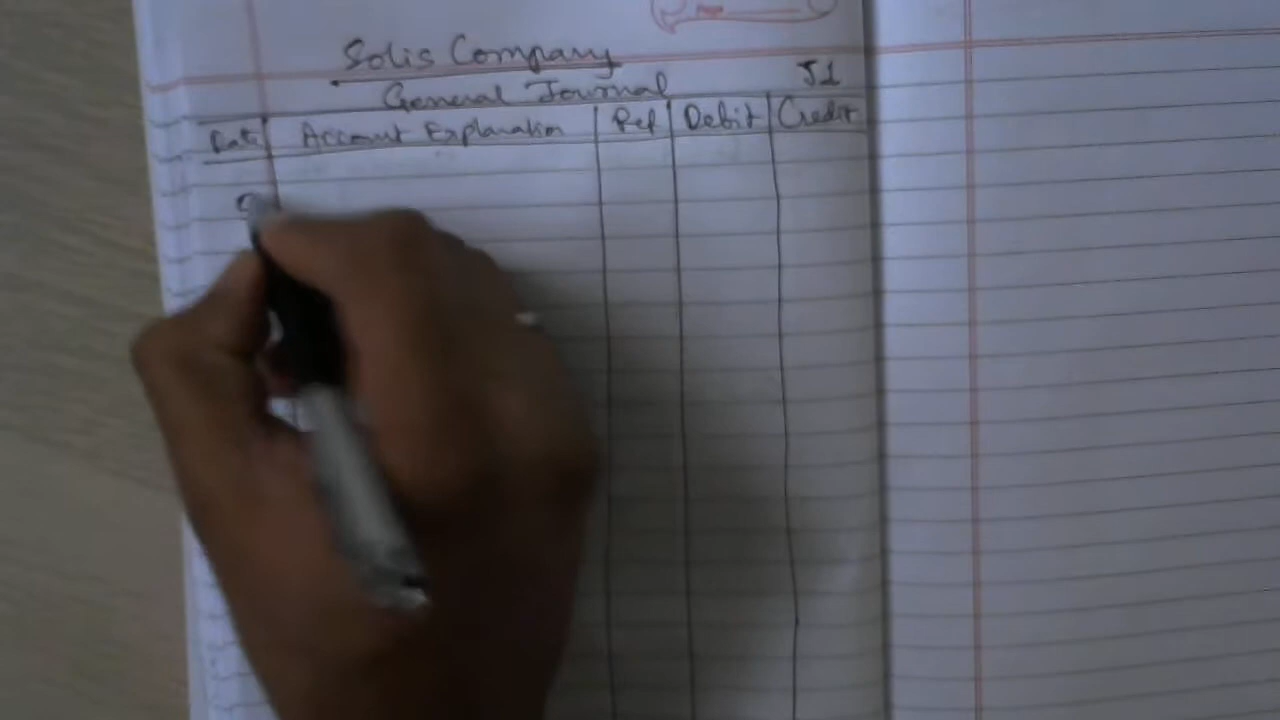 Solis Company
General Journal J1
Date Account Explanation Ref Debit Credit